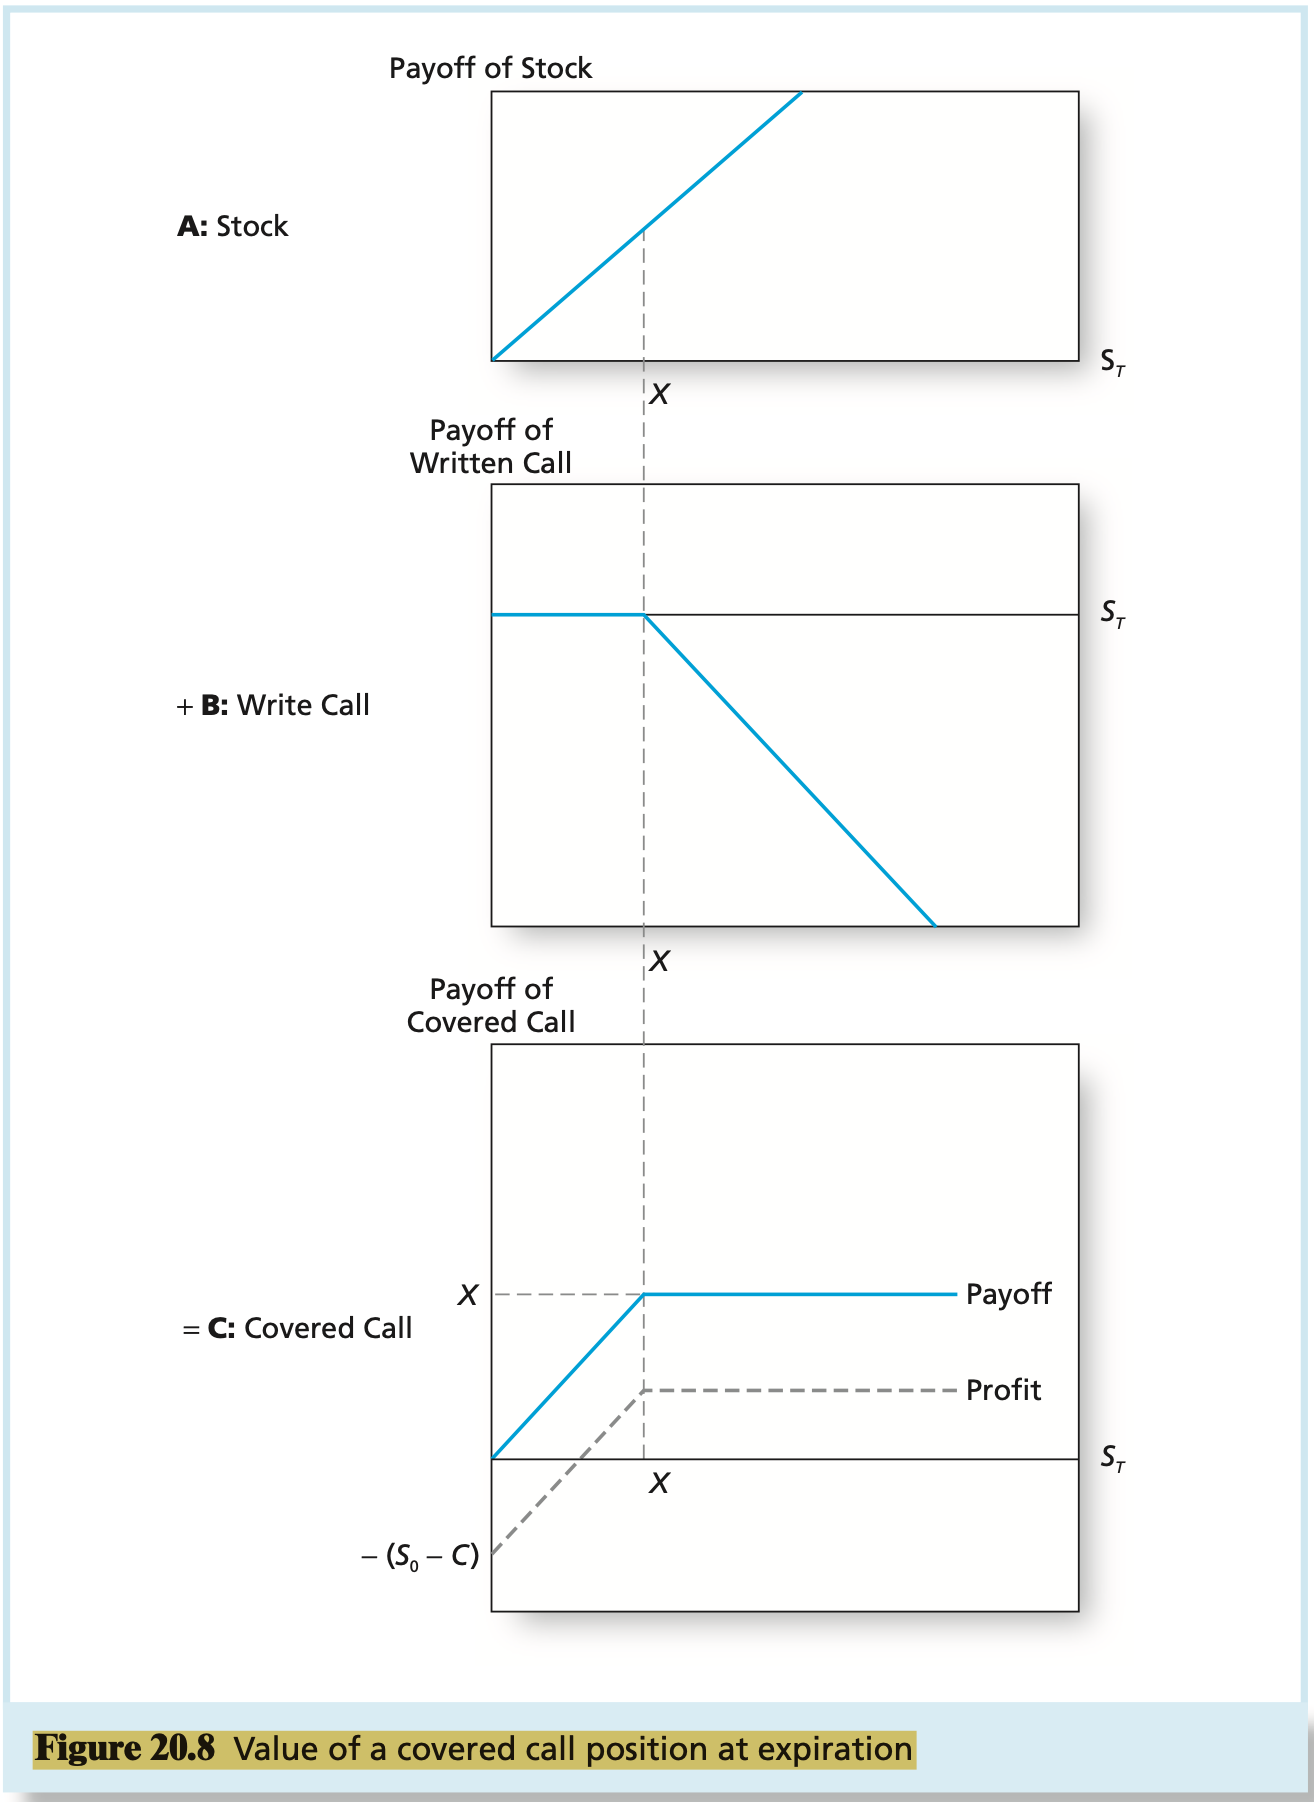 Payoff of Stock
A: Stock
S_T
X
Payoff of
Written Call
S_T
+ B: Write Call
X
Payoff of
Covered Call
X
Payoff
= C: Covered Call
Profit
S_T
X
– (S₀ – C)
Figure 20.8 Value of a covered call position at expiration